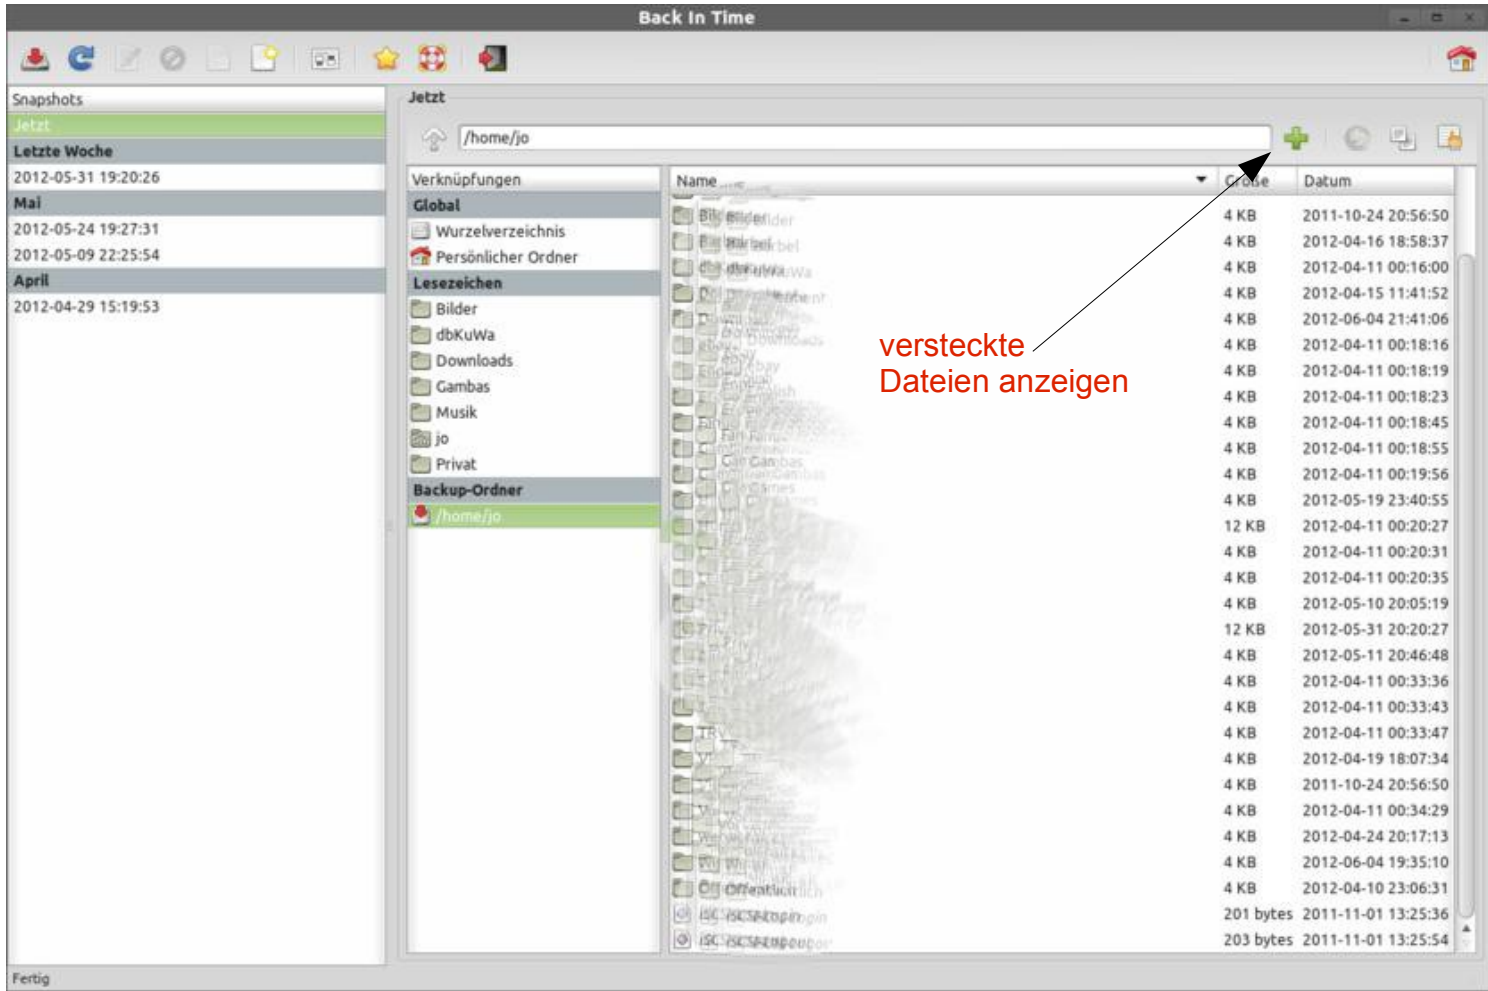 Back In Time
Snapshots
Jetzt
Letzte Woche
2012-05-31 19:20:26
Mai
2012-05-24 19:27:31
2012-05-09 22:25:54
April
2012-04-29 15:19:53
Jetzt
/home/jo
Verknüpfungen
Global
Wurzelverzeichnis
Persönlicher Ordner
Lesezeichen
Bilder
dbKuWa
Downloads
Gambas
Musik
jo
Privat
Backup-Ordner
/home/jo
Name Größe Datum
Bilder 4 KB 2011-10-24 20:56:50
4 KB 2012-04-16 18:58:37
dbKuWa 4 KB 2012-04-11 00:16:00
4 KB 2012-04-15 11:41:52
Downloads 4 KB 2012-06-04 21:41:06
ebay 4 KB 2012-04-11 00:18:16
English 4 KB 2012-04-11 00:18:19
4 KB 2012-04-11 00:18:23
4 KB 2012-04-11 00:18:45
4 KB 2012-04-11 00:18:55
Gambas 4 KB 2012-04-11 00:19:56
Games 4 KB 2012-05-19 23:40:55
12 KB 2012-04-11 00:20:27
4 KB 2012-04-11 00:20:31
4 KB 2012-04-11 00:20:35
4 KB 2012-05-10 20:05:19
12 KB 2012-05-31 20:20:27
4 KB 2012-05-11 20:46:48
4 KB 2012-04-11 00:33:36
4 KB 2012-04-11 00:33:43
4 KB 2012-04-11 00:33:47
4 KB 2012-04-19 18:07:34
4 KB 2011-10-24 20:56:50
4 KB 2012-04-11 00:34:29
4 KB 2012-04-24 20:17:13
4 KB 2012-06-04 19:35:10
Öffentlich 4 KB 2012-04-10 23:06:31
201 bytes 2011-11-01 13:25:36
203 bytes 2011-11-01 13:25:54
versteckte
Dateien anzeigen
Fertig